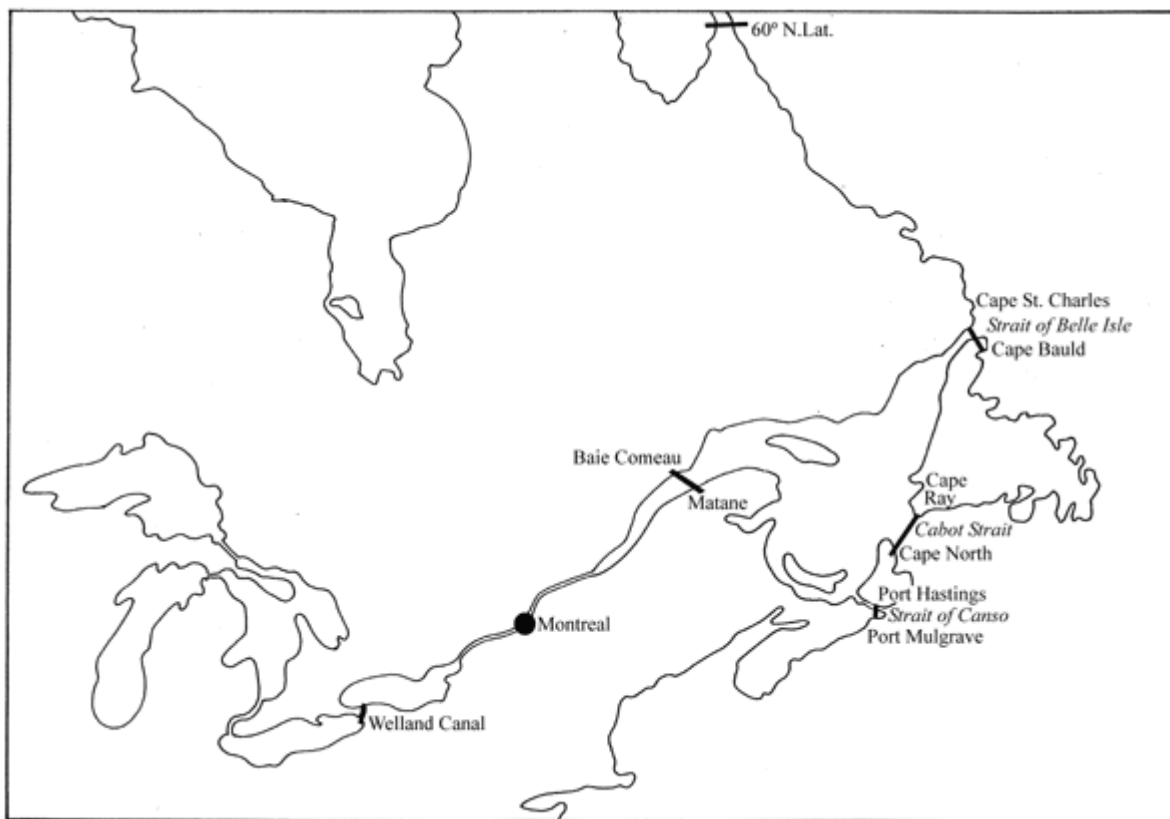 60º N.Lat.
Cape St. Charles
Strait of Belle Isle
Cape Bauld
Baie Comeau
Matane
Cape
Ray
Cabot Strait
Cape North
Port Hastings
Strait of Canso
Port Mulgrave
Montreal
Welland Canal